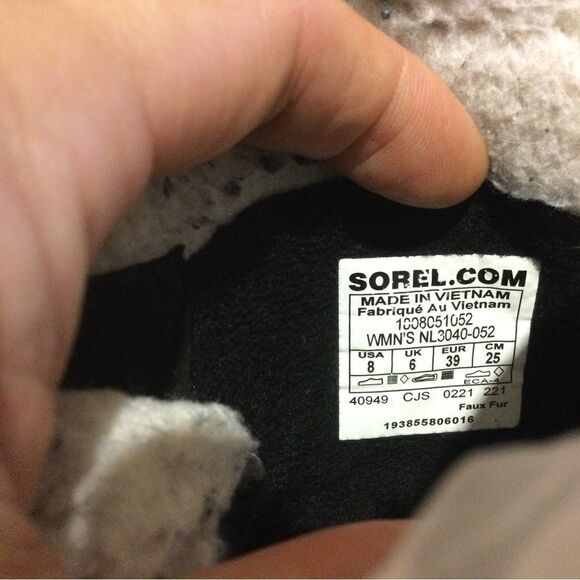 SOREL.COM
MADE IN VIETNAM
Fabriqué Au Vietnam
1808051052
WMN'S NL3040-052
USA UK EUR CM
8 6 39 25
ECA-4
40949 CJS 0221 221
Faux Fur
193855806016